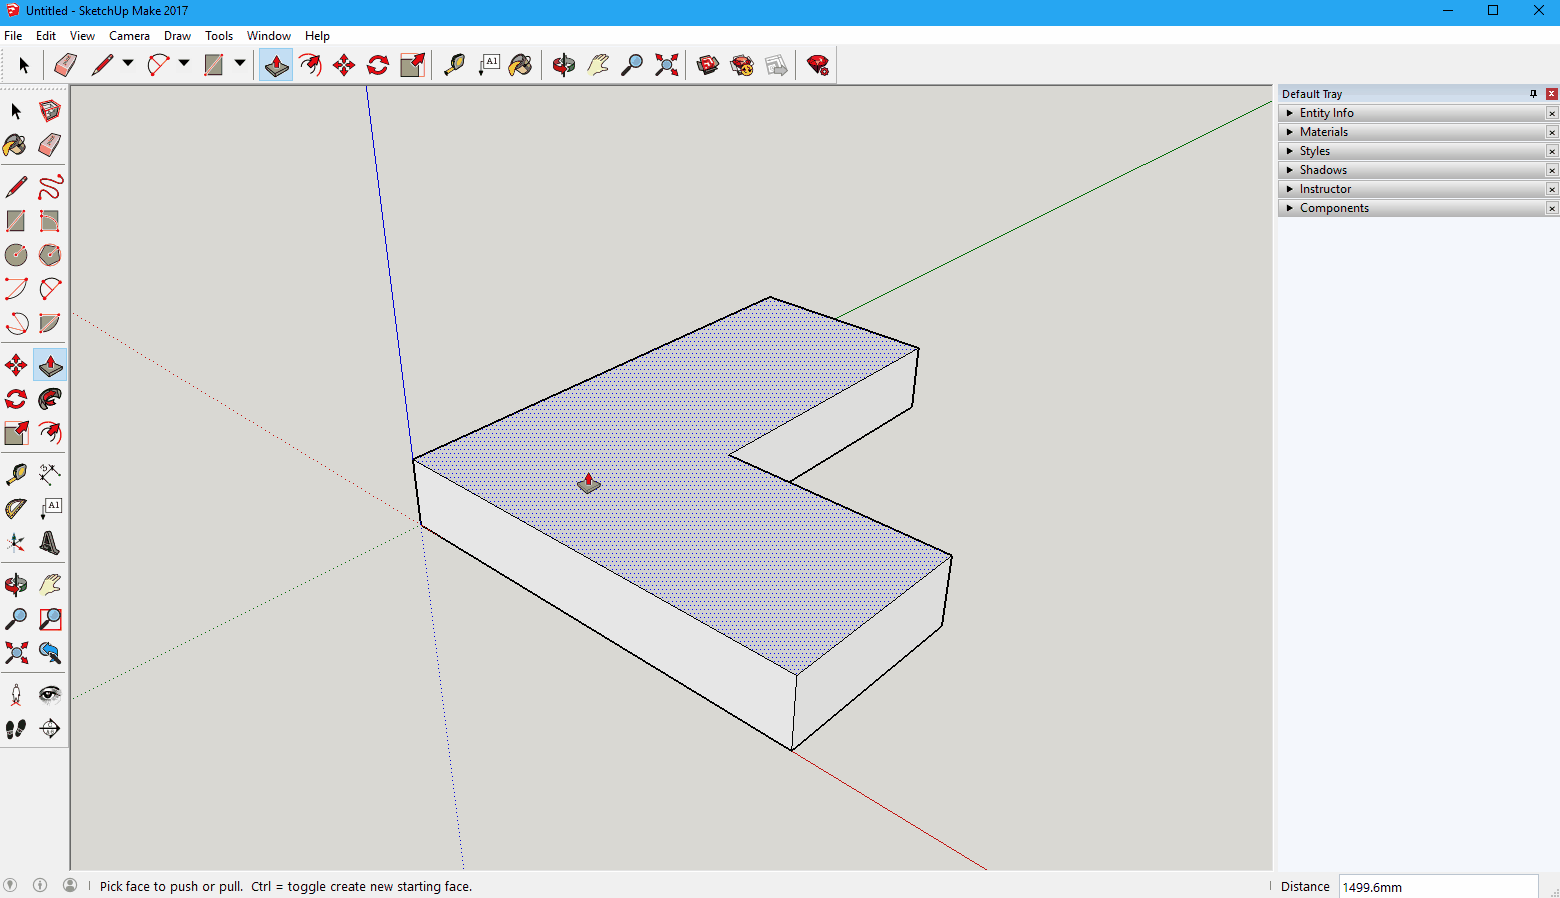 Untitled - SketchUp Make 2017
File Edit View Camera Draw Tools Window Help
A1
Default Tray
Entity Info
Materials
Styles
Shadows
Instructor
Components
A1
Pick face to push or pull. Ctrl = toggle create new starting face.
Distance 1499.6mm